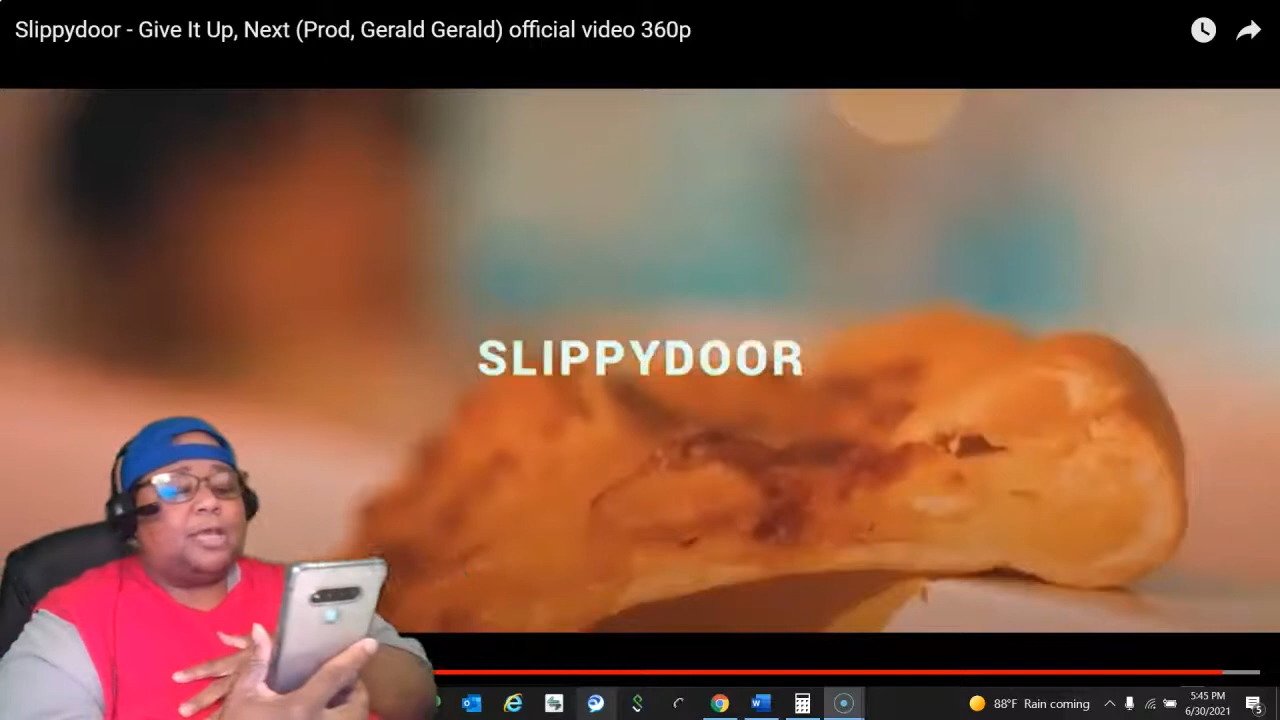 Slippydoor - Give It Up, Next (Prod, Gerald Gerald) official video 360p
SLIPPYDOOR
88°F Rain coming
5:45 PM
6/30/2021
5